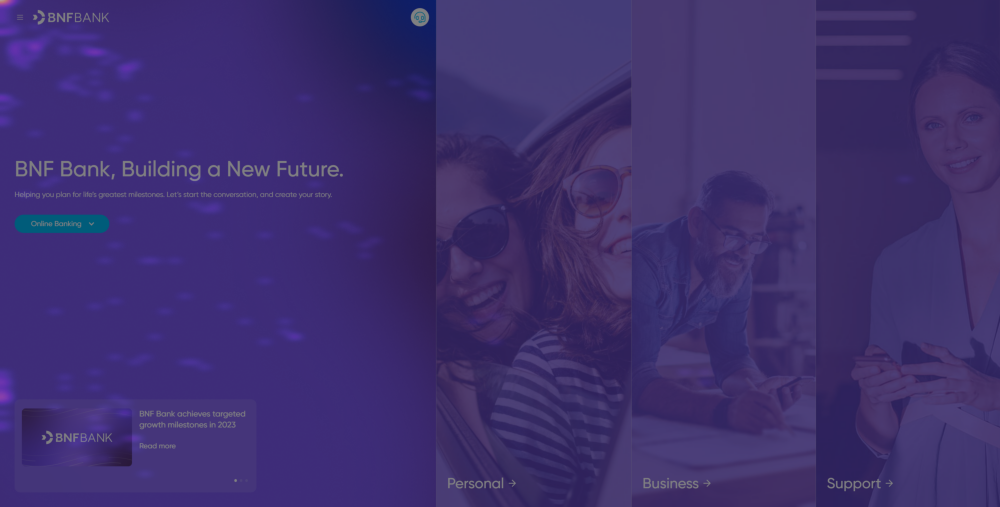 BNFBANK
BNF Bank, Building a New Future.
Helping you plan for life's greatest milestones. Let's start the conversation, and create your story.
Online Banking
BNFBANK
BNF Bank achieves targeted
growth milestones in 2023
Read more
Personal →
Business →
Support →